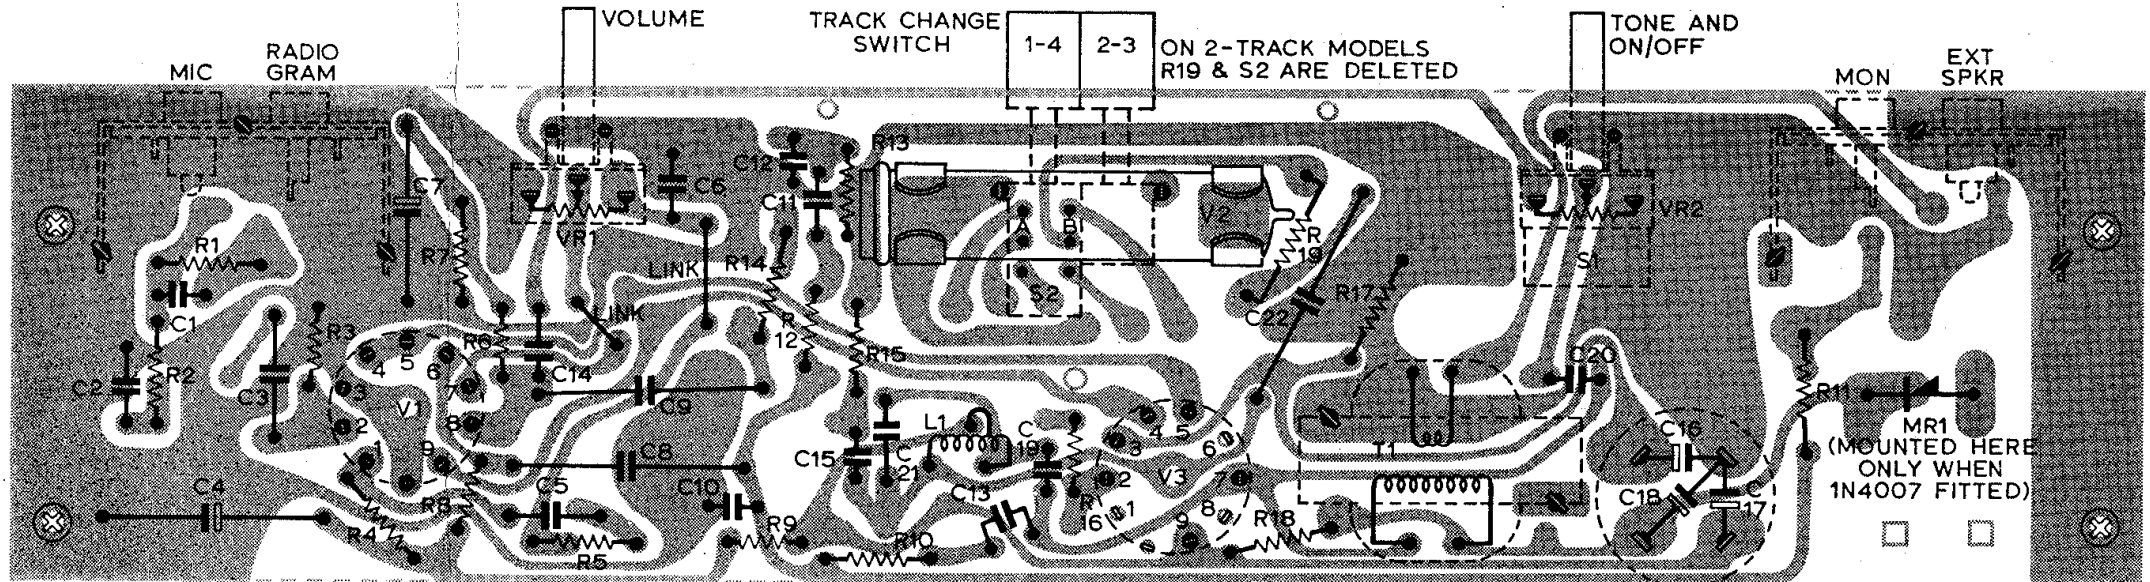 VOLUME
TRACK CHANGE
SWITCH
1-4
2-3
ON 2-TRACK MODELS
R19 & S2 ARE DELETED
TONE AND
ON/OFF
MIC
RADIO
GRAM
MON
EXT
SPKR
C7
C12
R13
C6
C11
VR1
V2
A
B
VR2
R
19
S1
R1
R7
LINK
R14
S2
C1
LINK
C22
R17
R3
R6
R
12
R15
C2
R2
C3
C14
C9
C20
R11
MR1
(MOUNTED HERE
ONLY WHEN
1N4007 FITTED)
4
5
6
3
7
V1
2
8
1
9
L1
C
19
C15
C
21
C8
C10
C13
4
5
3
6
V3
2
7
1
8
9
R
16
T1
C16
C18
C
17
C4
R4
R8
C5
R5
R9
R10
R18